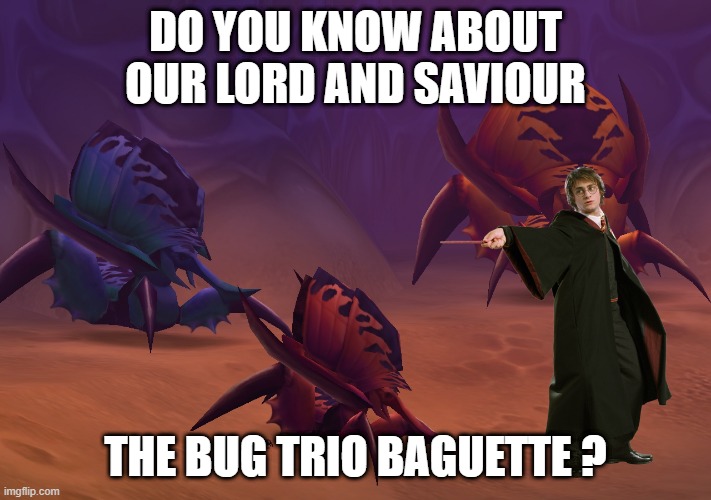 DO YOU KNOW ABOUT
OUR LORD AND SAVIOUR
THE BUG TRIO BAGUETTE ?
imgflip.com